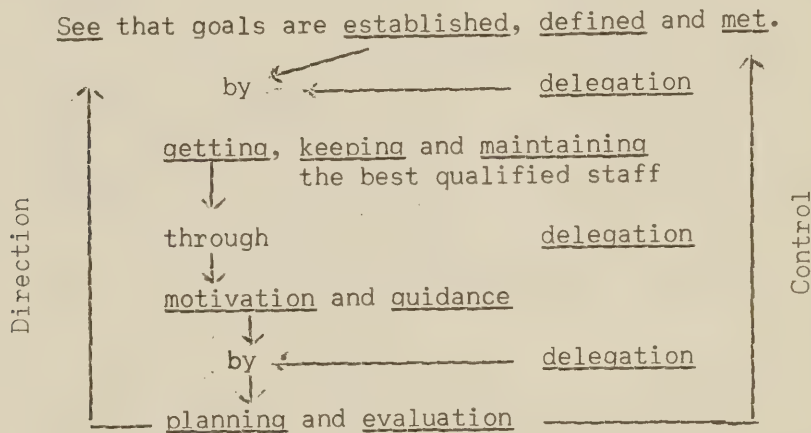 See that goals are established, defined and met.
by delegation
getting, keeping and maintaining
the best qualified staff
through delegation
motivation and guidance
by delegation
planning and evaluation
Direction
Control